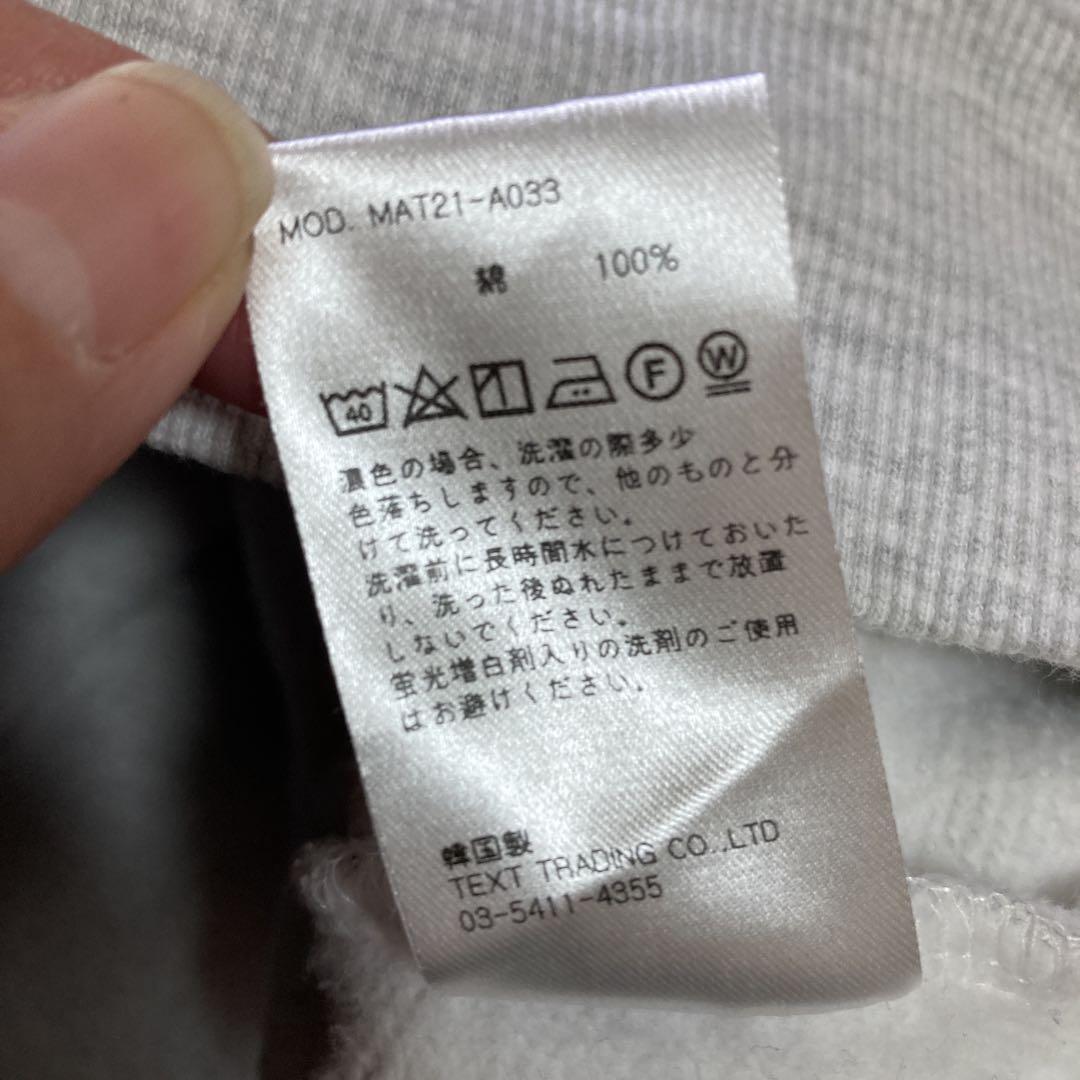 MOD. MAT21-A033
綿 100%
40 F W
濃色の場合、洗濯の際多少
色落ちしますので、他のものと分
けて洗ってください。
洗濯前に長時間水につけておいた
り、洗った後ぬれたままで放置
しないでください。
蛍光増白剤入りの洗剤のご使用
はお避けください。
韓国製
TEXT TRADING CO.,LTD
03-5411-4355